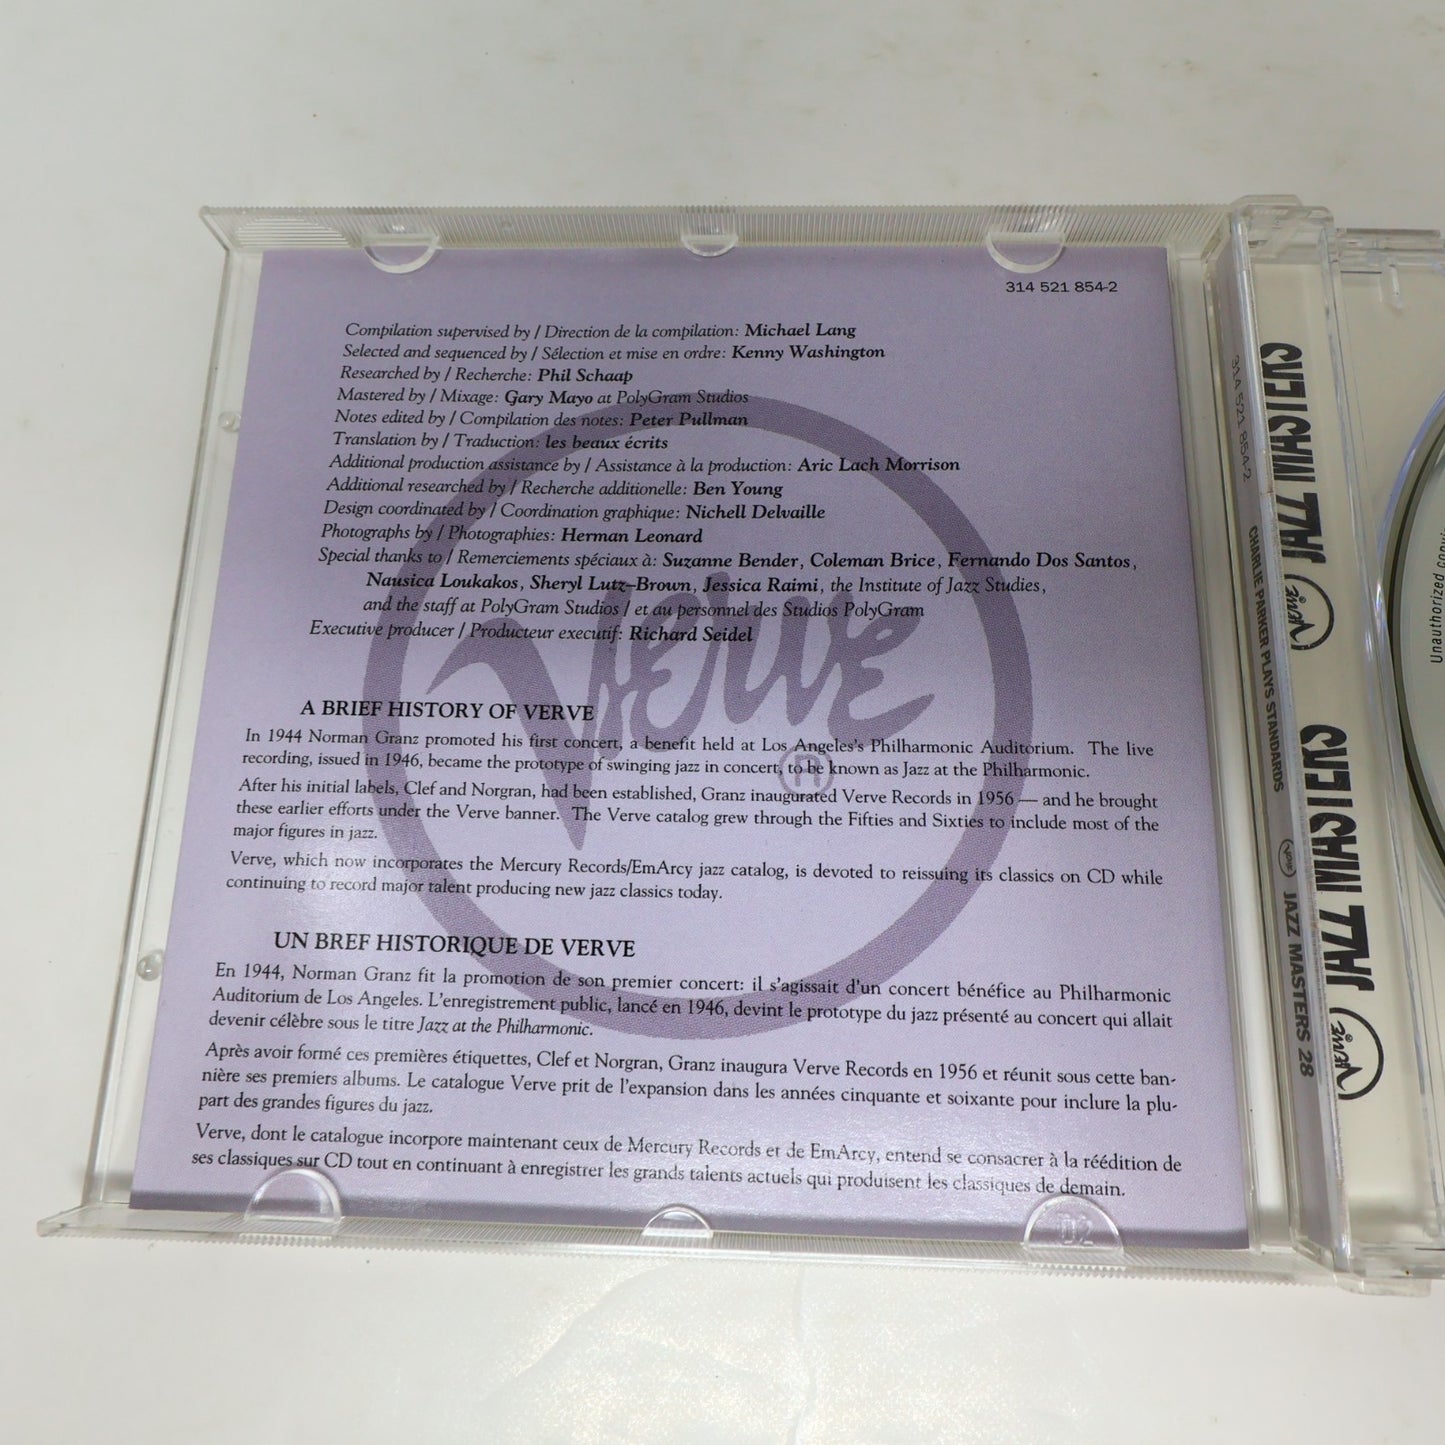 314 521 854-2
Compilation supervised by / Direction de la compilation: Michael Lang
Selected and sequenced by / Sélection et mise en ordre: Kenny Washington
Researched by / Recherche: Phil Schaap
Mastered by / Mixage: Gary Mayo at PolyGram Studios
Notes edited by / Compilation des notes: Peter Pullman
Translation by / Traduction: les beaux écrits
Additional production assistance by / Assistance à la production: Aric Lach Morrison
Additional researched by / Recherche additionelle: Ben Young
Design coordinated by / Coordination graphique: Nichell Delvaille
Photographs by / Photographies: Herman Leonard
Special thanks to / Remerciements spéciaux à: Suzanne Bender, Coleman Brice, Fernando Dos Santos,
Nausica Loukakos, Sheryl Lutz-Brown, Jessica Raimi, the Institute of Jazz Studies,
and the staff at PolyGram Studios / et au personnel des Studios PolyGram
Executive producer / Producteur executif: Richard Seidel
Verve
®
A BRIEF HISTORY OF VERVE
In 1944 Norman Granz promoted his first concert, a benefit held at Los Angeles's Philharmonic Auditorium. The live
recording, issued in 1946, became the prototype of swinging jazz in concert, to be known as Jazz at the Philharmonic.
After his initial labels, Clef and Norgran, had been established, Granz inaugurated Verve Records in 1956 — and he brought
these earlier efforts under the Verve banner. The Verve catalog grew through the Fifties and Sixties to include most of the
major figures in jazz.
Verve, which now incorporates the Mercury Records/EmArcy jazz catalog, is devoted to reissuing its classics on CD while
continuing to record major talent producing new jazz classics today.
UN BREF HISTORIQUE DE VERVE
En 1944, Norman Granz fit la promotion de son premier concert: il s'agissait d'un concert bénéfice au Philharmonic
Auditorium de Los Angeles. L'enregistrement public, lancé en 1946, devint le prototype du jazz présenté au concert qui allait
devenir célèbre sous le titre Jazz at the Philharmonic.
Après avoir formé ces premières étiquettes, Clef et Norgran, Granz inaugura Verve Records en 1956 et réunit sous cette ban-
nière ses premiers albums. Le catalogue Verve prit de l'expansion dans les années cinquante et soixante pour inclure la plu-
part des grandes figures du jazz.
Verve, dont le catalogue incorpore maintenant ceux de Mercury Records et de EmArcy, entend se consacrer à la réédition de
ses classiques sur CD tout en continuant à enregistrer les grands talents actuels qui produisent les classiques de demain.
D2
314 521 854-2 CHARLIE PARKER PLAYS STANDARDS Verve JAZZ MASTERS 28
JAZZ MASTERS
Verve®
JAZZ MASTERS
Verve®
Unauthorized